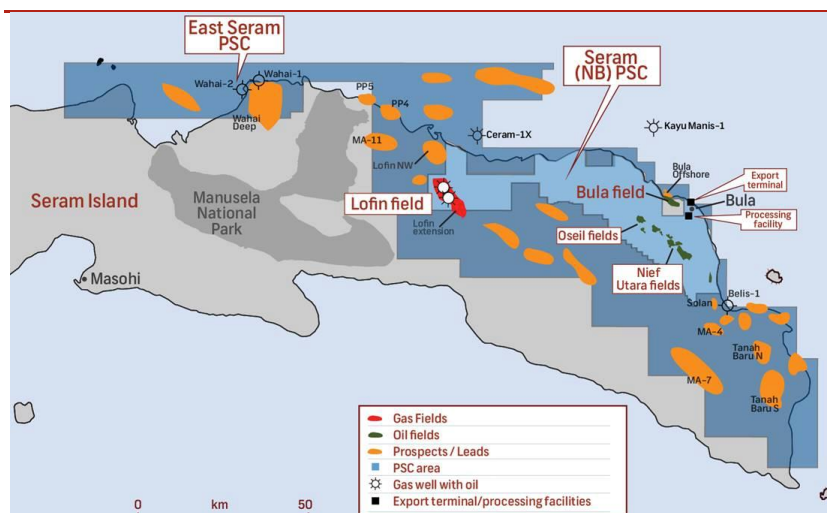 East Seram
PSC
Seram
(NB) PSC
Wahai-2
Wahai-1
Wahai
Deep
PP5
PP4
MA-11
Lofin NW
Ceram-1X
Kayu Manis-1
Bula
Offshore
Export
terminal
Bula field
Bula
Processing
facility
Seram Island
Manusela
National
Park
Lofin field
Lofin
extension
Oseil fields
Nief
Utara fields
Masohi
Solan
Belis-1
MA-4
Tanah
Baru N
MA-7
Tanah
Baru S
Gas Fields
Oil fields
Prospects / Leads
PSC area
Gas well with oil
Export terminal/processing facilities
0 km 50